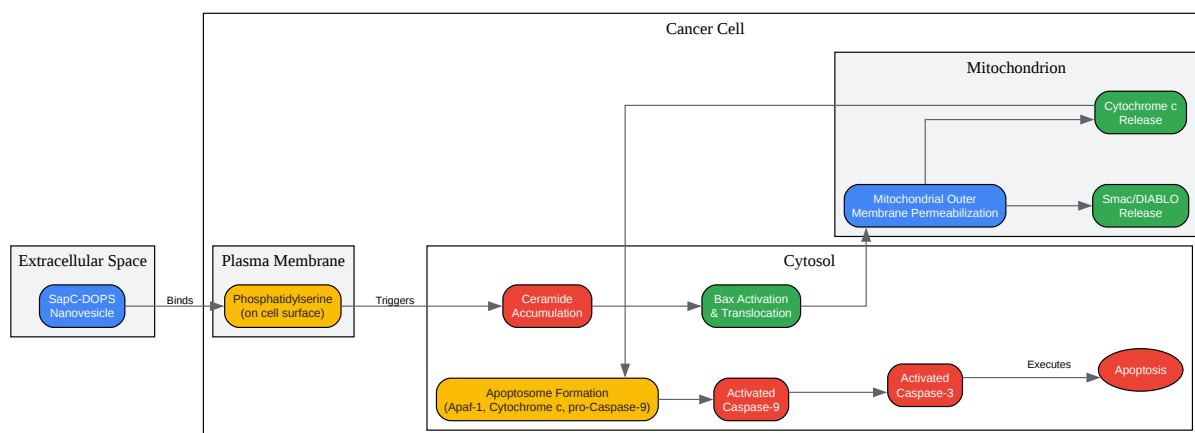 Cancer Cell
Mitochondrion
Cytochrome c
Release
Mitochondrial Outer
Membrane Permeabilization
Smac/DIABLO
Release
Extracellular Space
SapC-DOPS
Nanovesicle
Binds
Plasma Membrane
Phosphatidylserine
(on cell surface)
Triggers
Cytosol
Ceramide
Accumulation
Bax Activation
& Translocation
Apoptosome Formation
(Apaf-1, Cytochrome c, pro-Caspase-9)
Activated
Caspase-9
Activated
Caspase-3
Executes
Apoptosis